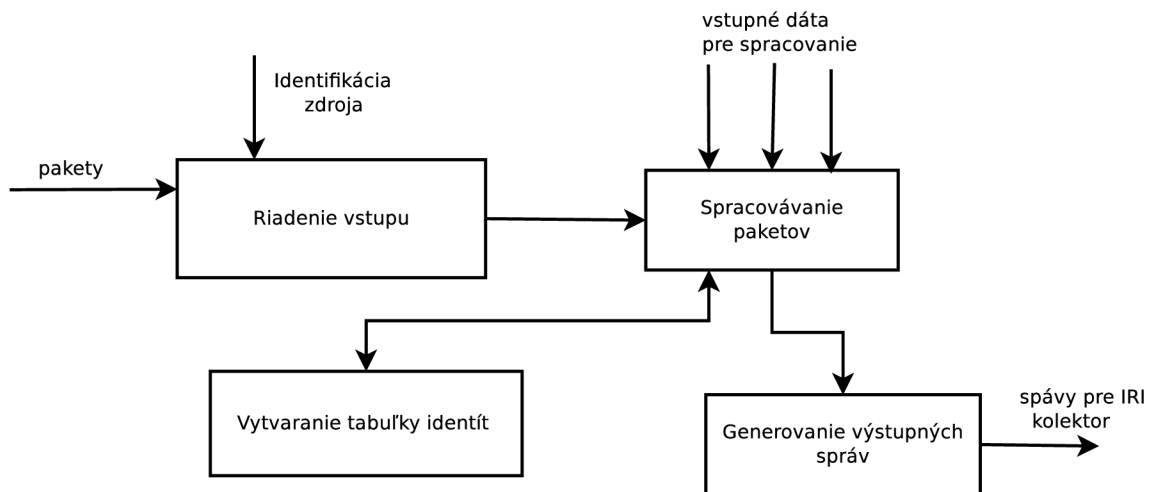 vstupné dáta
pre spracovanie
Identifikácia
zdroja
pakety
Riadenie vstupu
Spracovávanie
paketov
Vytvaranie tabuľky identít
Generovanie výstupných
správ
spávy pre IRI
kolektor